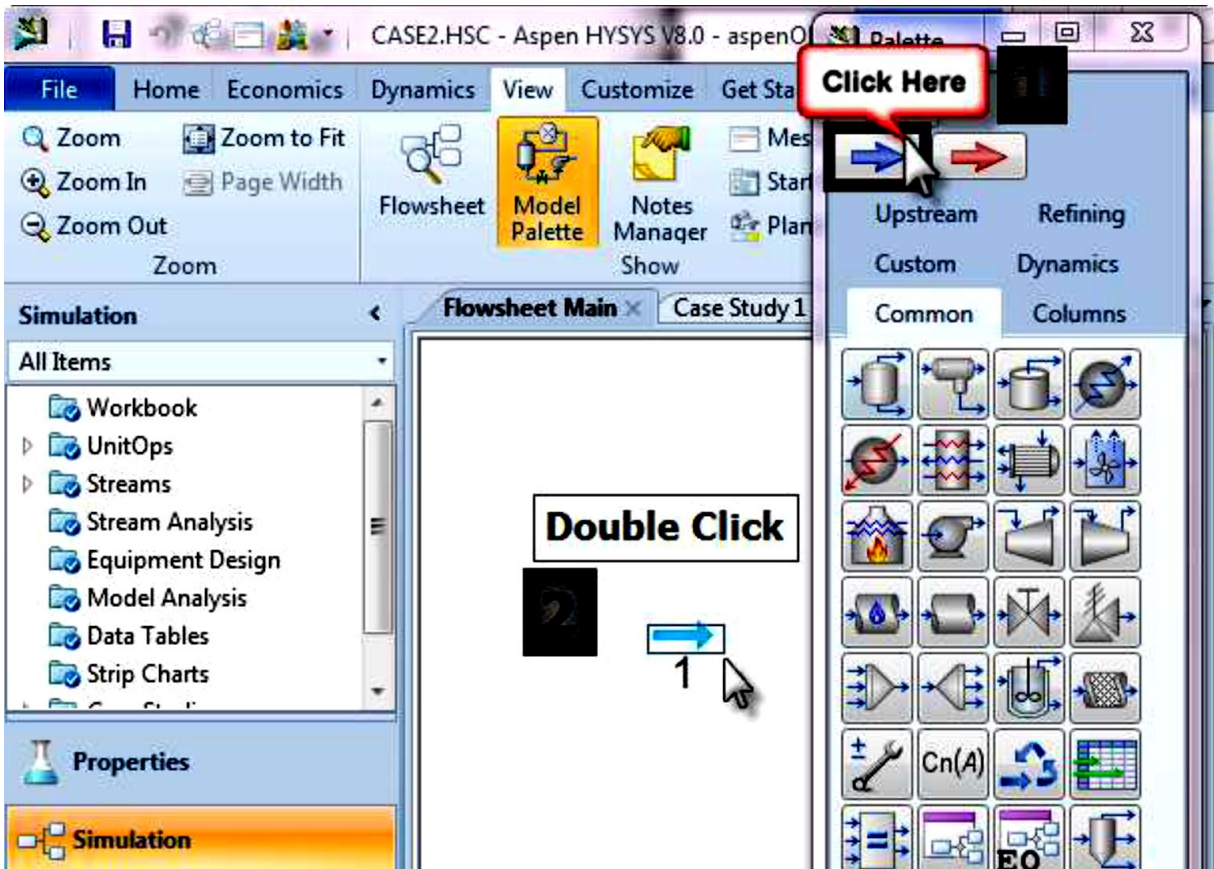 CASE2.HSC - Aspen HYSYS V8.0 - aspenO
Palette
Click Here
File Home Economics Dynamics View Customize Get Sta
Zoom
Zoom to Fit
Zoom In
Page Width
Zoom Out
Zoom
Flowsheet
Model
Palette
Notes
Manager
Mes
Start
Plan
Show
Upstream Refining
Custom Dynamics
Common Columns
Simulation
All Items
Workbook
UnitOps
Streams
Stream Analysis
Equipment Design
Model Analysis
Data Tables
Strip Charts
Properties
Simulation
Flowsheet Main
Case Study 1
Double Click
2
1
Cn(A)
EO